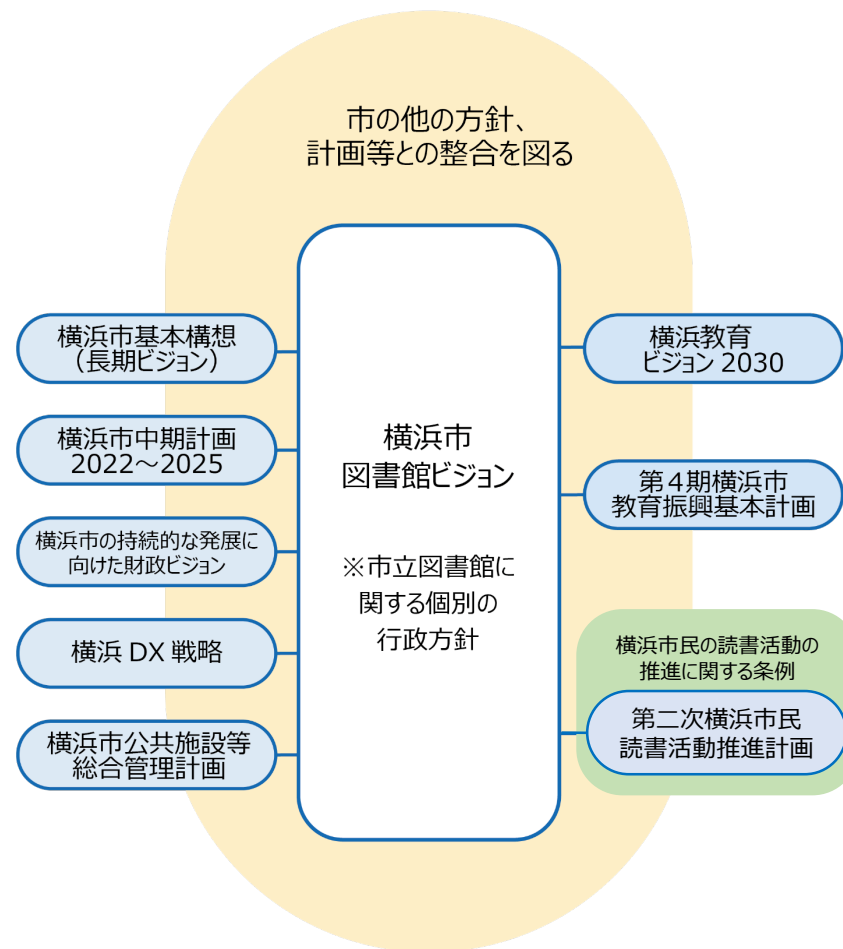 市の他の方針、
計画等との整合を図る
横浜市基本構想
（長期ビジョン）
横浜市中期計画
2022～2025
横浜市の持続的な発展に
向けた財政ビジョン
横浜 DX 戦略
横浜市公共施設等
総合管理計画
横浜市
図書館ビジョン
※市立図書館に
関する個別の
行政方針
横浜教育
ビジョン 2030
第４期横浜市
教育振興基本計画
横浜市民の読書活動の
推進に関する条例
第二次横浜市民
読書活動推進計画